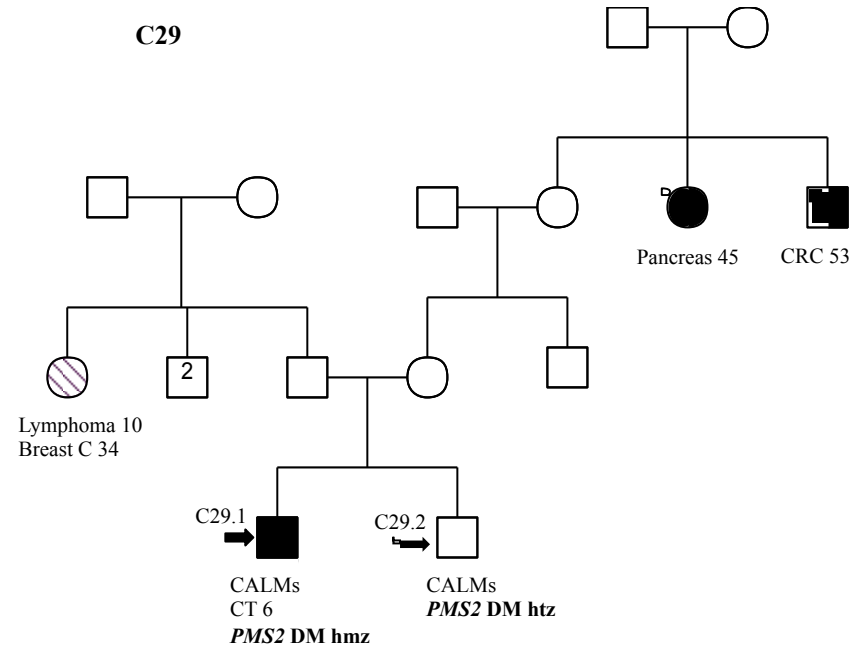 C29
Pancreas 45
CRC 53
2
Lymphoma 10
Breast C 34
C29.1
C29.2
CALMs
CT 6
PMS2 DM hmz
CALMs
PMS2 DM htz